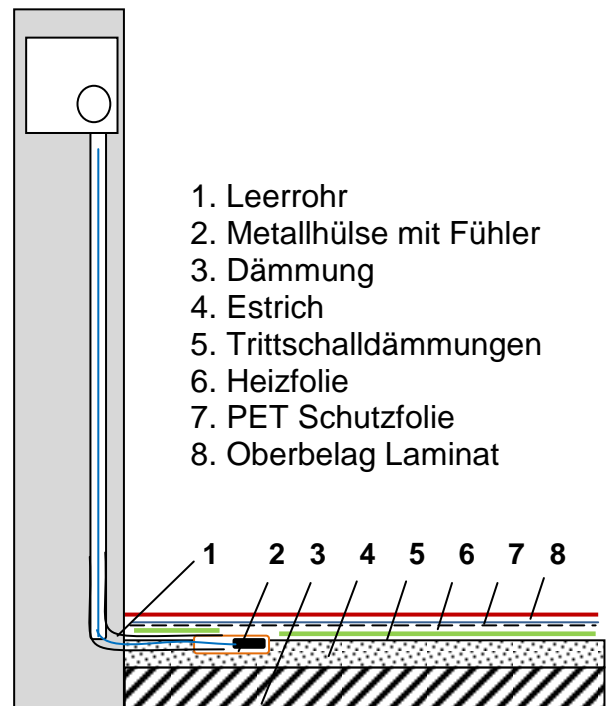 1. Leerrohr
2. Metallhülse mit Fühler
3. Dämmung
4. Estrich
5. Trittschalldämmungen
6. Heizfolie
7. PET Schutzfolie
8. Oberbelag Laminat
1 2 3 4 5 6 7 8